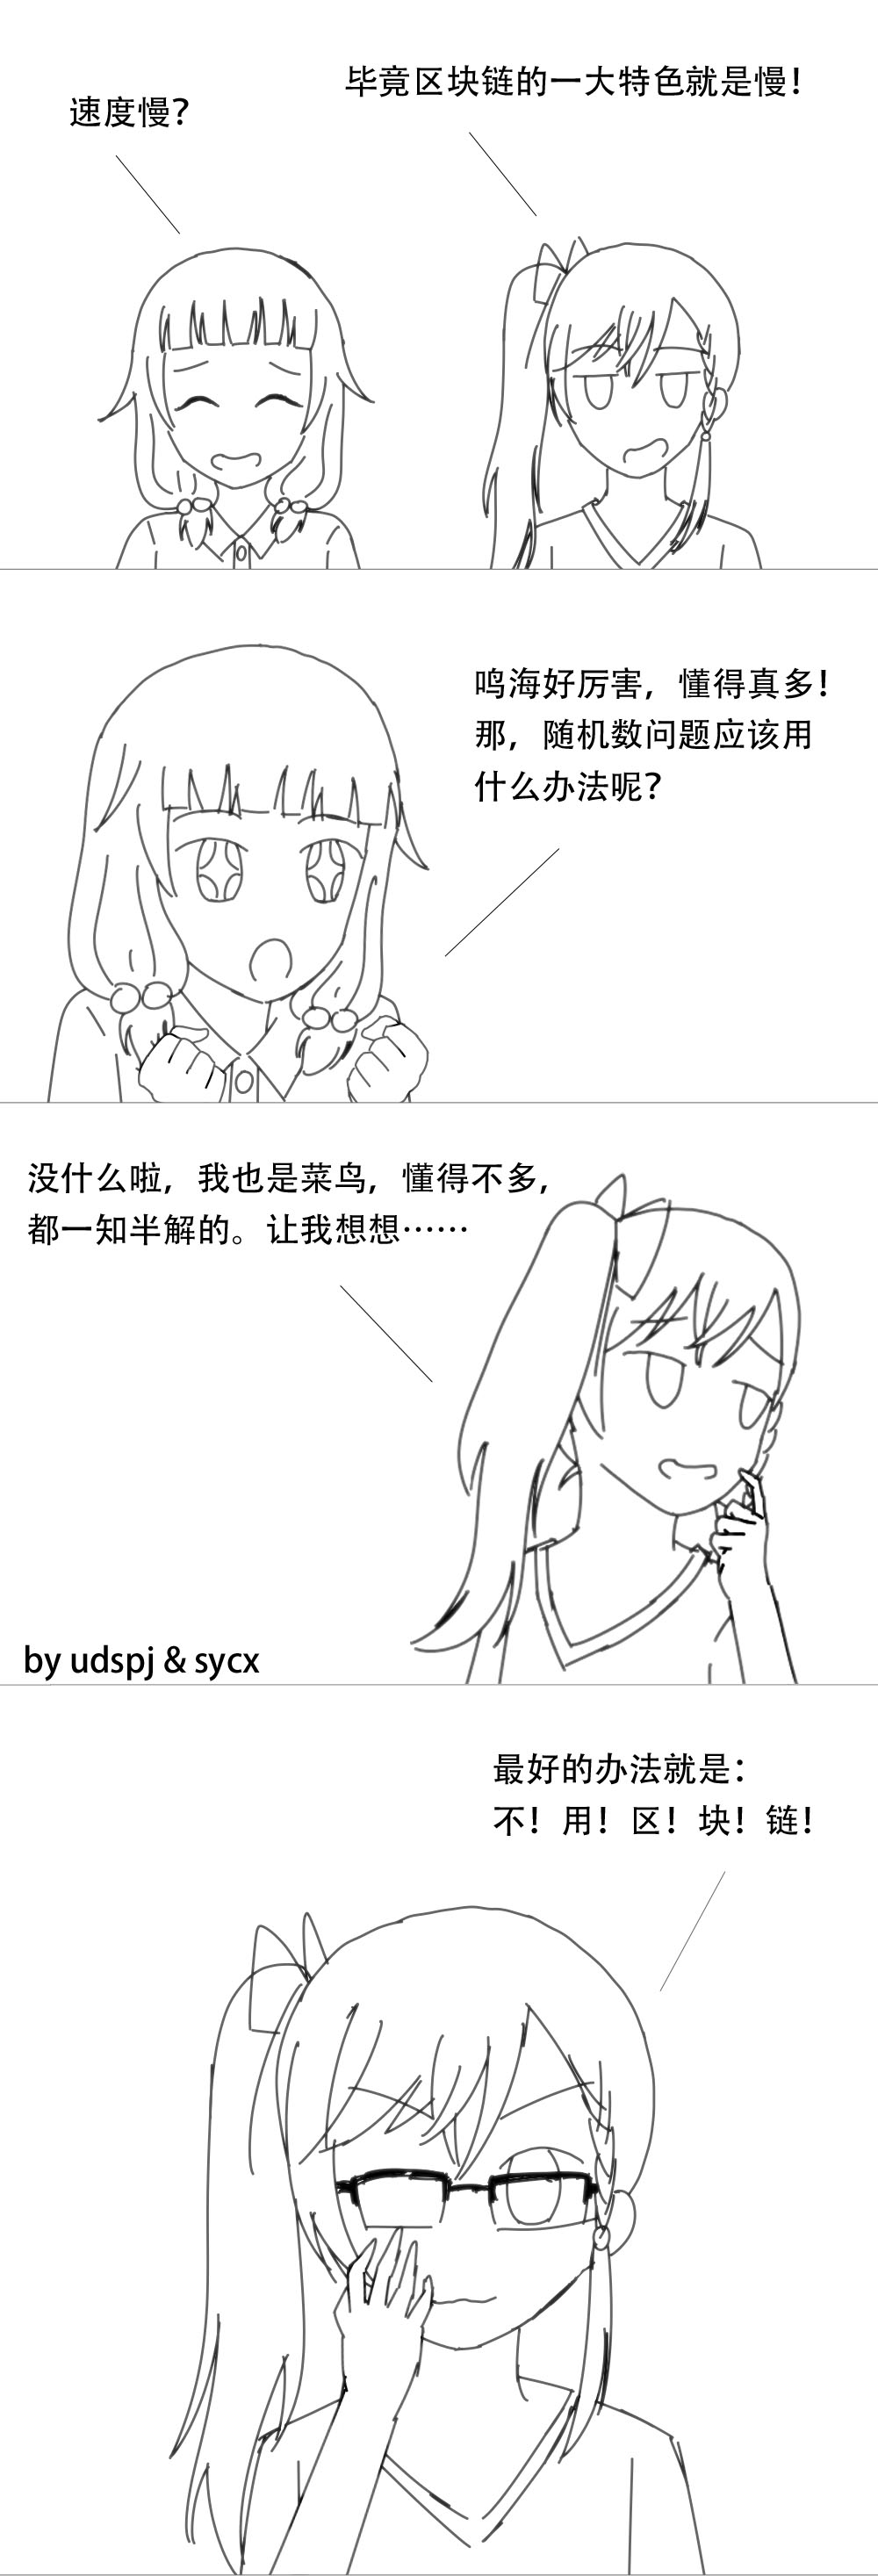 速度慢？
毕竟区块链的一大特色就是慢！
鸣海好厉害，懂得真多！
那，随机数问题应该用
什么办法呢？
没什么啦，我也是菜鸟，懂得不多，
都一知半解的。让我想想……
by udspj & sycx
最好的办法就是：
不！用！区！块！链！